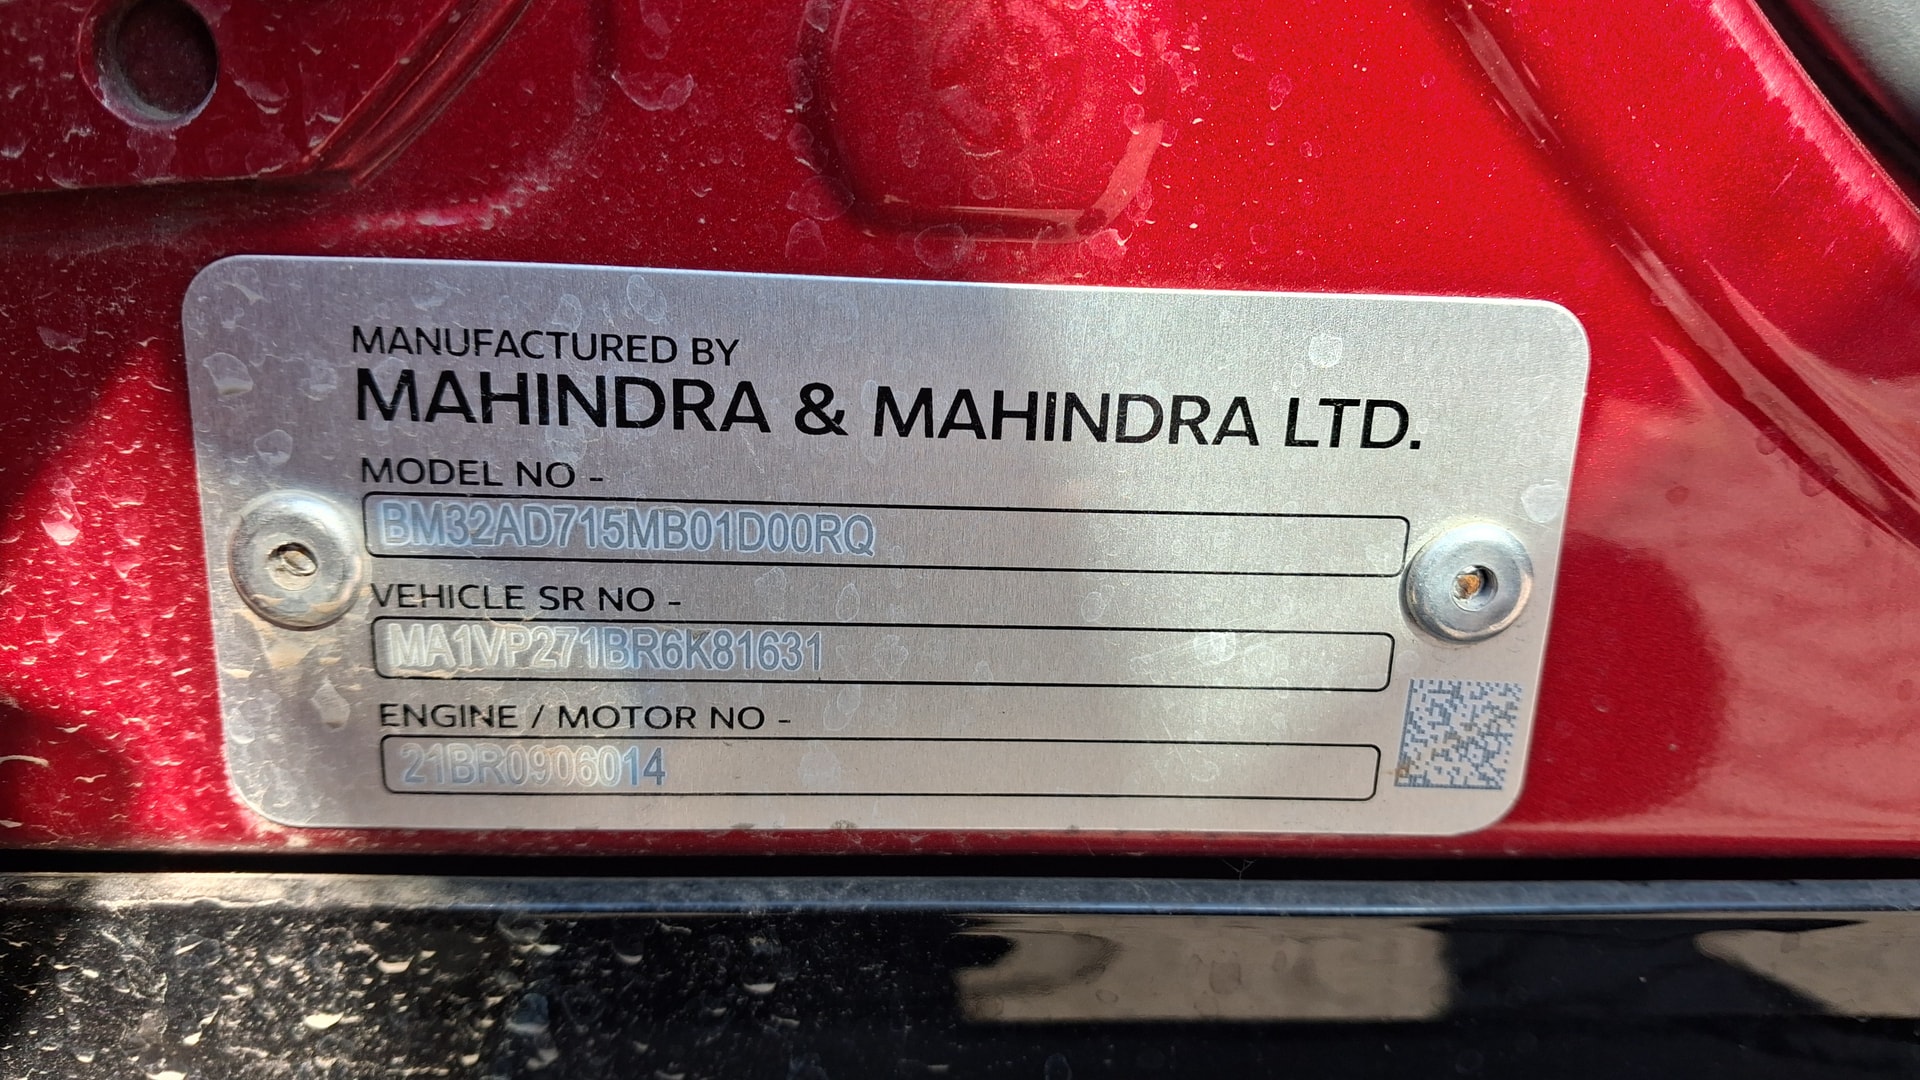 MANUFACTURED BY
MAHINDRA & MAHINDRA LTD.
MODEL NO -
BM32AD715MB01D00RQ
VEHICLE SR NO -
MA1VP271BR6K81631
ENGINE / MOTOR NO -
21BR0906014